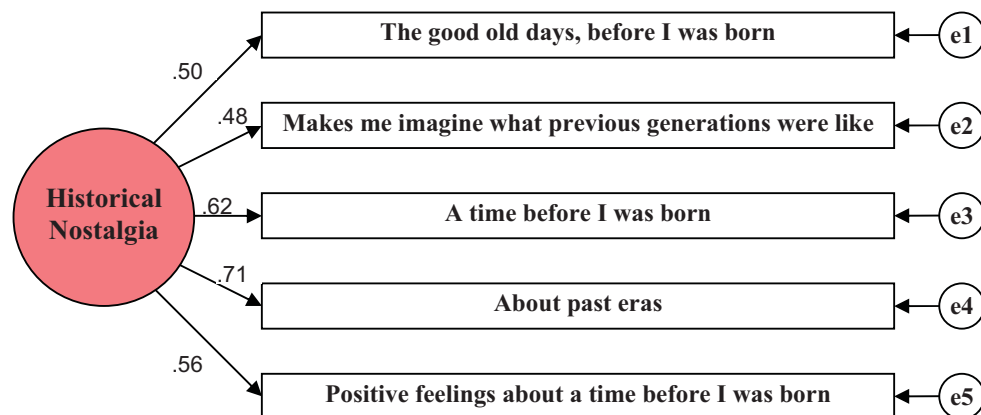 The good old days, before I was born
e1
.50
Makes me imagine what previous generations were like
e2
.48
Historical
Nostalgia
.62
A time before I was born
e3
.71
About past eras
e4
.56
Positive feelings about a time before I was born
e5